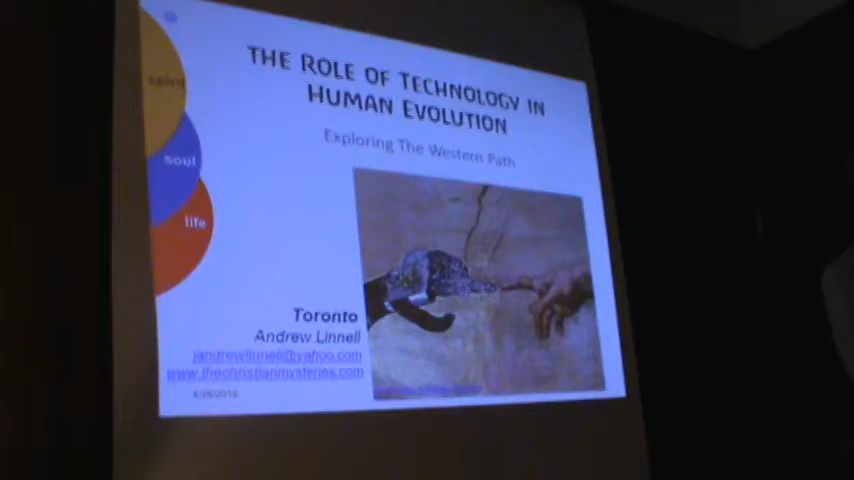 THE ROLE OF TECHNOLOGY IN
HUMAN EVOLUTION
Exploring The Western Path
spirit
soul
life
Toronto
Andrew Linnell
jandrewlinnell@yahoo.com
www.thechristianmysteries.com